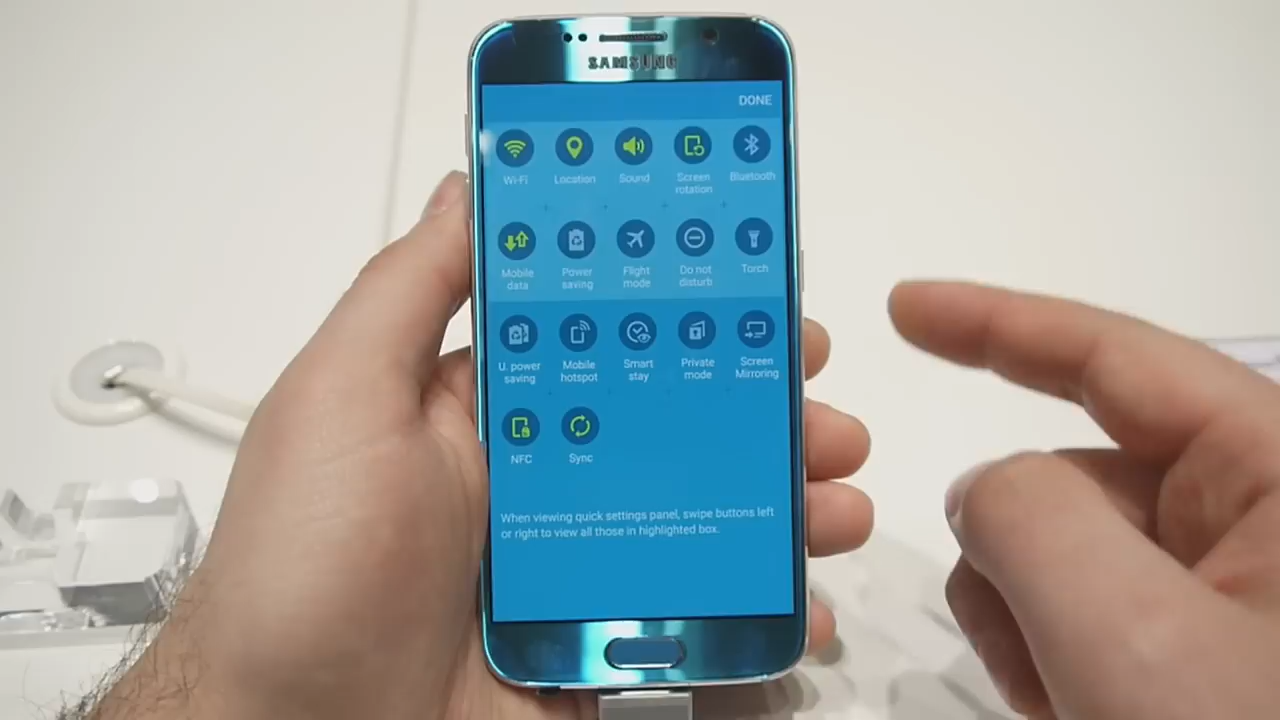 SAMSUNG
DONE
Wi-Fi
Location
Sound
Screen
rotation
Bluetooth
Mobile
data
Power
saving
Flight
mode
Do not
disturb
Torch
U. power
saving
Mobile
hotspot
Smart
stay
Private
mode
Screen
Mirroring
NFC
Sync
When viewing quick settings panel, swipe buttons left
or right to view all those in highlighted box.